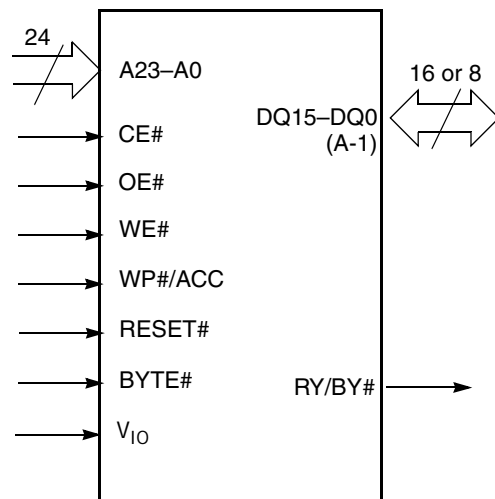 24
A23–A0
16 or 8
DQ15–DQ0
(A-1)
CE#
OE#
WE#
WP#/ACC
RESET#
BYTE#
RY/BY#
VIO